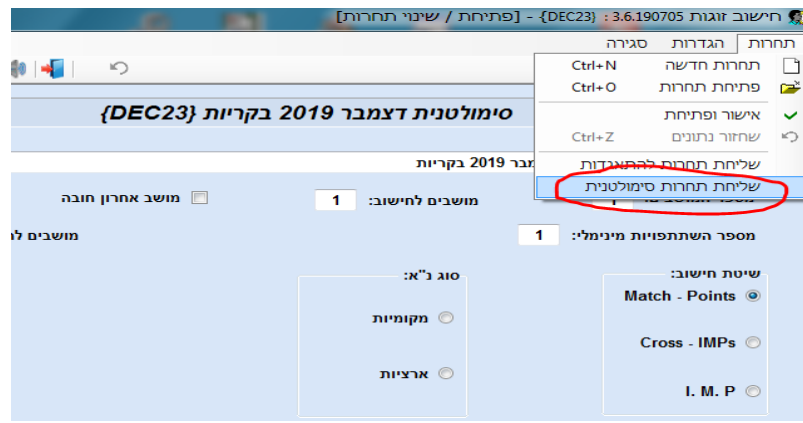 חישוב זוגות 3.6.190705 : {DEC23} - [פתיחת / שינוי תחרות]
תחרות הגדרות סגירה
תחרות חדשה Ctrl+N
פתיחת תחרות Ctrl+O
אישור ופתיחת
שחזור נתונים Ctrl+Z
שליחת תחרות להתאגדות
שליחת תחרות סימולטנית
סימולטנית דצמבר 2019 בקריות {DEC23}
מבר 2019 בקריות
מספר המושבים: 1
מושבים לחישוב: 1
מושב אחרון חובה
מספר השתתפויות מינימלי: 1
מושבים לו
שיטת חישוב:
Match - Points
Cross - IMPs
I. M. P
סוג נ"א:
מקומיות
ארציות